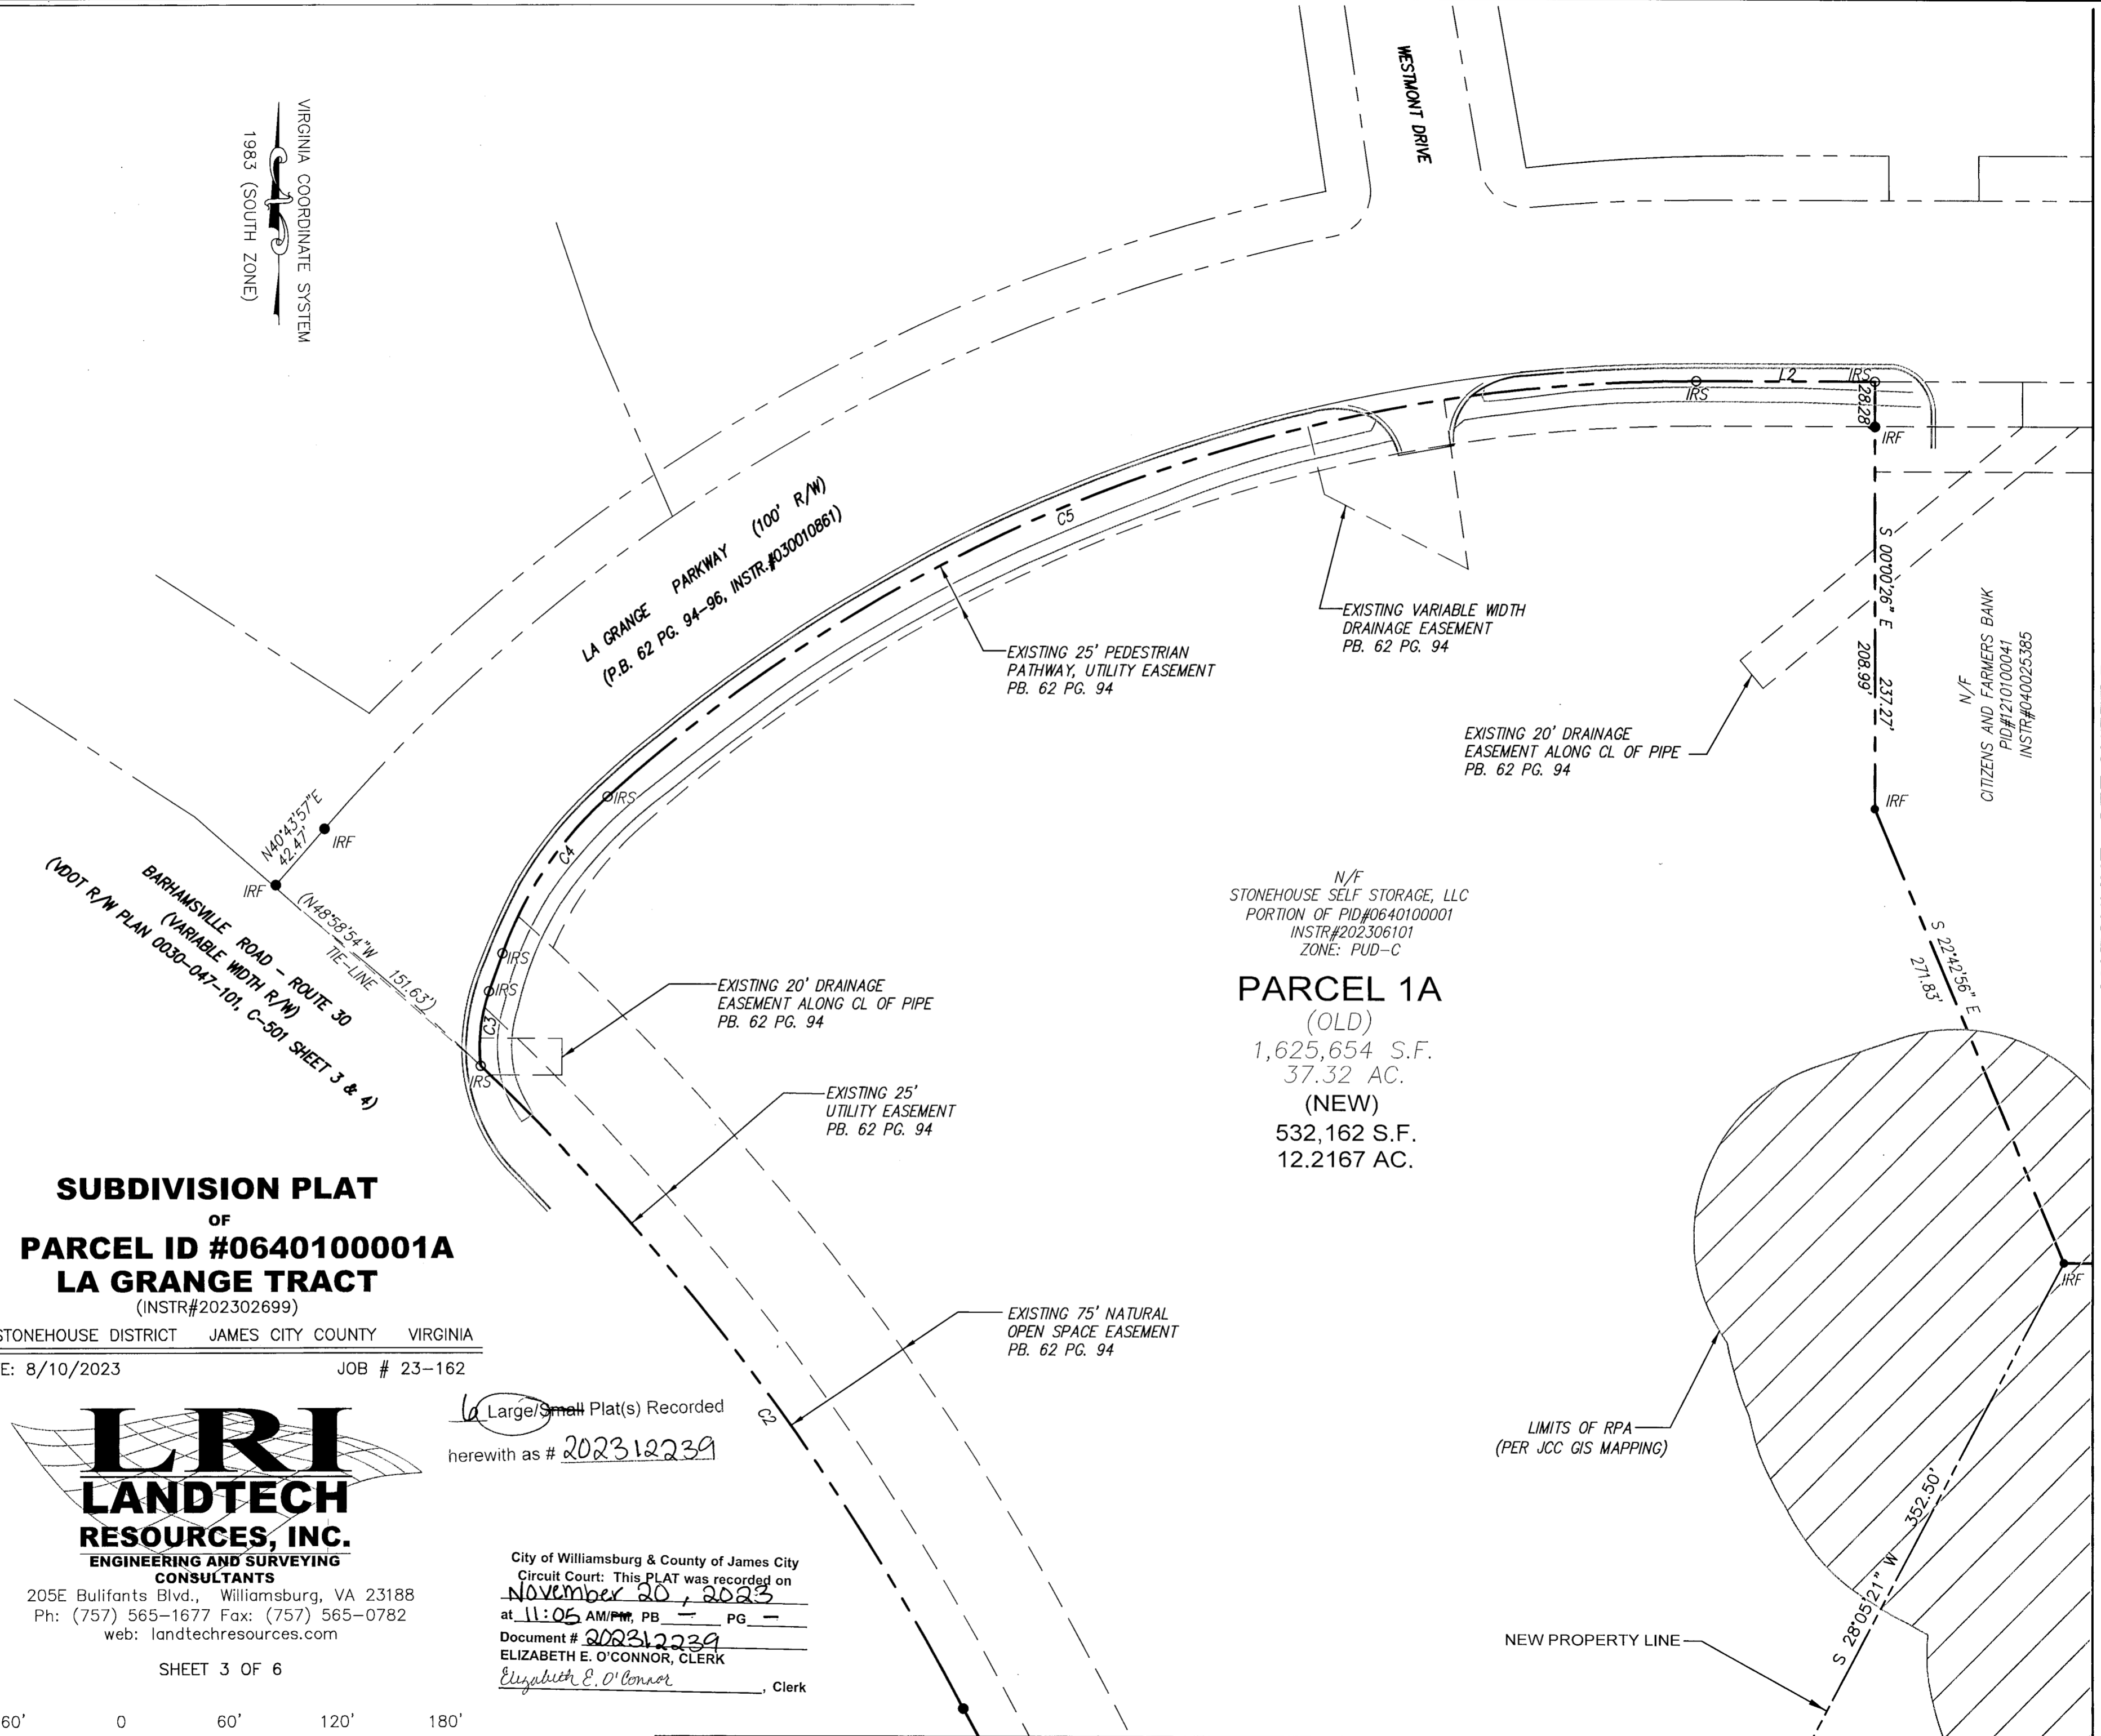 VIRGINIA COORDINATE SYSTEM
1983 (SOUTH ZONE)
WESTMONT DRIVE
LA GRANGE PARKWAY (100' R/W)
(P.B. 62 PG. 94-96, INSTR.#030010861)
L2
IRS
IRS
28.28'
IRF
C5
S 00°00'26" E 237.27'
208.99'
N/F
CITIZENS AND FARMERS BANK
PID#1210100041
INSTR#040025385
EXISTING VARIABLE WIDTH
DRAINAGE EASEMENT
PB. 62 PG. 94
EXISTING 25' PEDESTRIAN
PATHWAY, UTILITY EASEMENT
PB. 62 PG. 94
EXISTING 20' DRAINAGE
EASEMENT ALONG CL OF PIPE
PB. 62 PG. 94
IRF
IRS
N40°43'57"E
42.47'
IRF
IRF
C4
(N48°58'54"W 151.63')
TIE-LINE
BARHAMSVILLE ROAD - ROUTE 30
(VARIABLE WIDTH R/W)
(VDOT R/W PLAN 0030-047-101, C-501 SHEET 3 & 4)
IRS
IRS
C3
IRS
N/F
STONEHOUSE SELF STORAGE, LLC
PORTION OF PID#0640100001
INSTR#202306101
ZONE: PUD-C
PARCEL 1A
(OLD)
1,625,654 S.F.
37.32 AC.
(NEW)
532,162 S.F.
12.2167 AC.
S 22°42'56" E
271.83'
EXISTING 20' DRAINAGE
EASEMENT ALONG CL OF PIPE
PB. 62 PG. 94
EXISTING 25'
UTILITY EASEMENT
PB. 62 PG. 94
IRF
EXISTING 75' NATURAL
OPEN SPACE EASEMENT
PB. 62 PG. 94
C2
LIMITS OF RPA
(PER JCC GIS MAPPING)
S 28°05'21" W 352.50'
NEW PROPERTY LINE
SUBDIVISION PLAT
OF
PARCEL ID #0640100001A
LA GRANGE TRACT
(INSTR#202302699)
STONEHOUSE DISTRICT JAMES CITY COUNTY VIRGINIA
E: 8/10/2023 JOB # 23-162
LRI
LANDTECH
RESOURCES, INC.
ENGINEERING AND SURVEYING
CONSULTANTS
205E Bulifants Blvd., Williamsburg, VA 23188
Ph: (757) 565-1677 Fax: (757) 565-0782
web: landtechresources.com
SHEET 3 OF 6
60' 0 60' 120' 180'
6 Large/Small Plat(s) Recorded
herewith as # 202312239
City of Williamsburg & County of James City
Circuit Court: This PLAT was recorded on
November 20, 2023
at 11:05 AM/PM, PB — PG —
Document # 202312239
ELIZABETH E. O'CONNOR, CLERK
Elizabeth E. O'Connor, Clerk